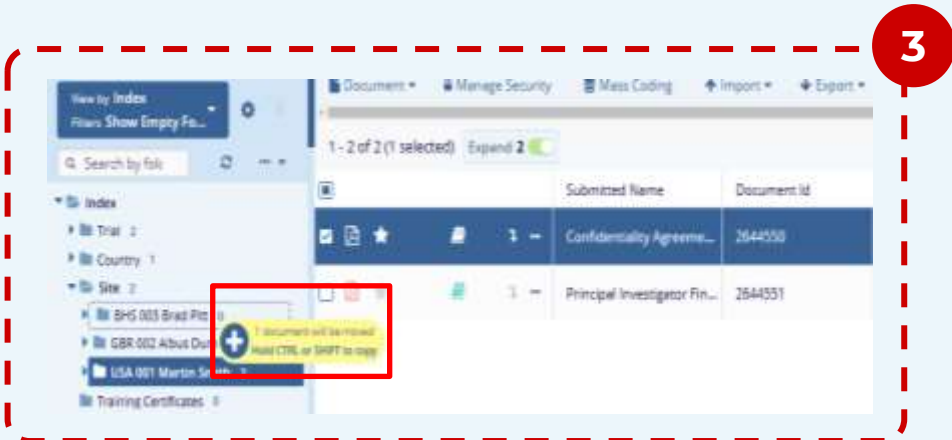 3
Document Manage Security Mass Coding Import Export
View by Index
Filters Show Empty Fo...
1 - 2 of 2 (1 selected) Expand 2
Search by fol
Index
Submitted Name Document Id
Trial 2
Confidentiality Agreeme... 2644550
Country 1
Site 2
Principal Investigator Fin... 2644551
BHS 003 Brad Pitt
1 document will be moved
GBR 002 Albus Du
Hold CTRL or SHIFT to copy
USA 001 Martin Smith 2
Training Certificates